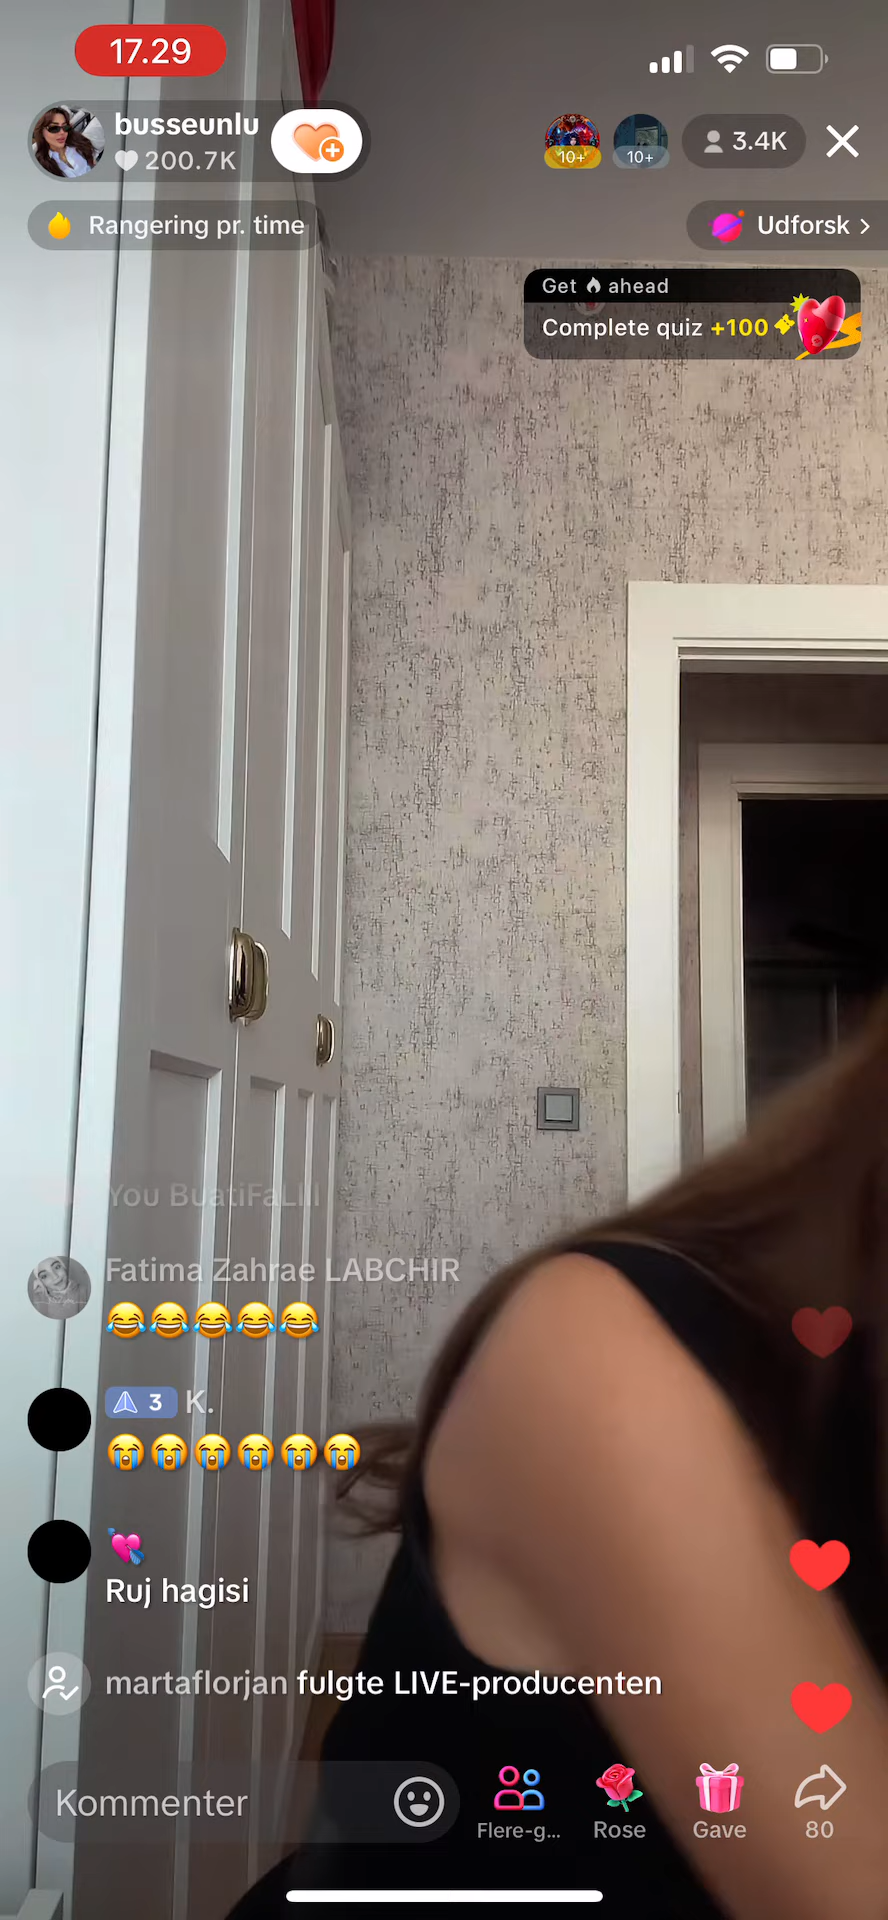 17.29
busseunlu
200.7K
10+
10+
3.4K
Rangering pr. time
Udforsk >
Get ahead
Complete quiz +100
You BuatiFaLlll
Fatima Zahrae LABCHIR
😂😂😂😂😂
3 K.
😭😭😭😭😭😭
💘
Ruj hagisi
martaflorjan fulgte LIVE-producenten
Kommenter
Flere-g...
Rose
Gave
80